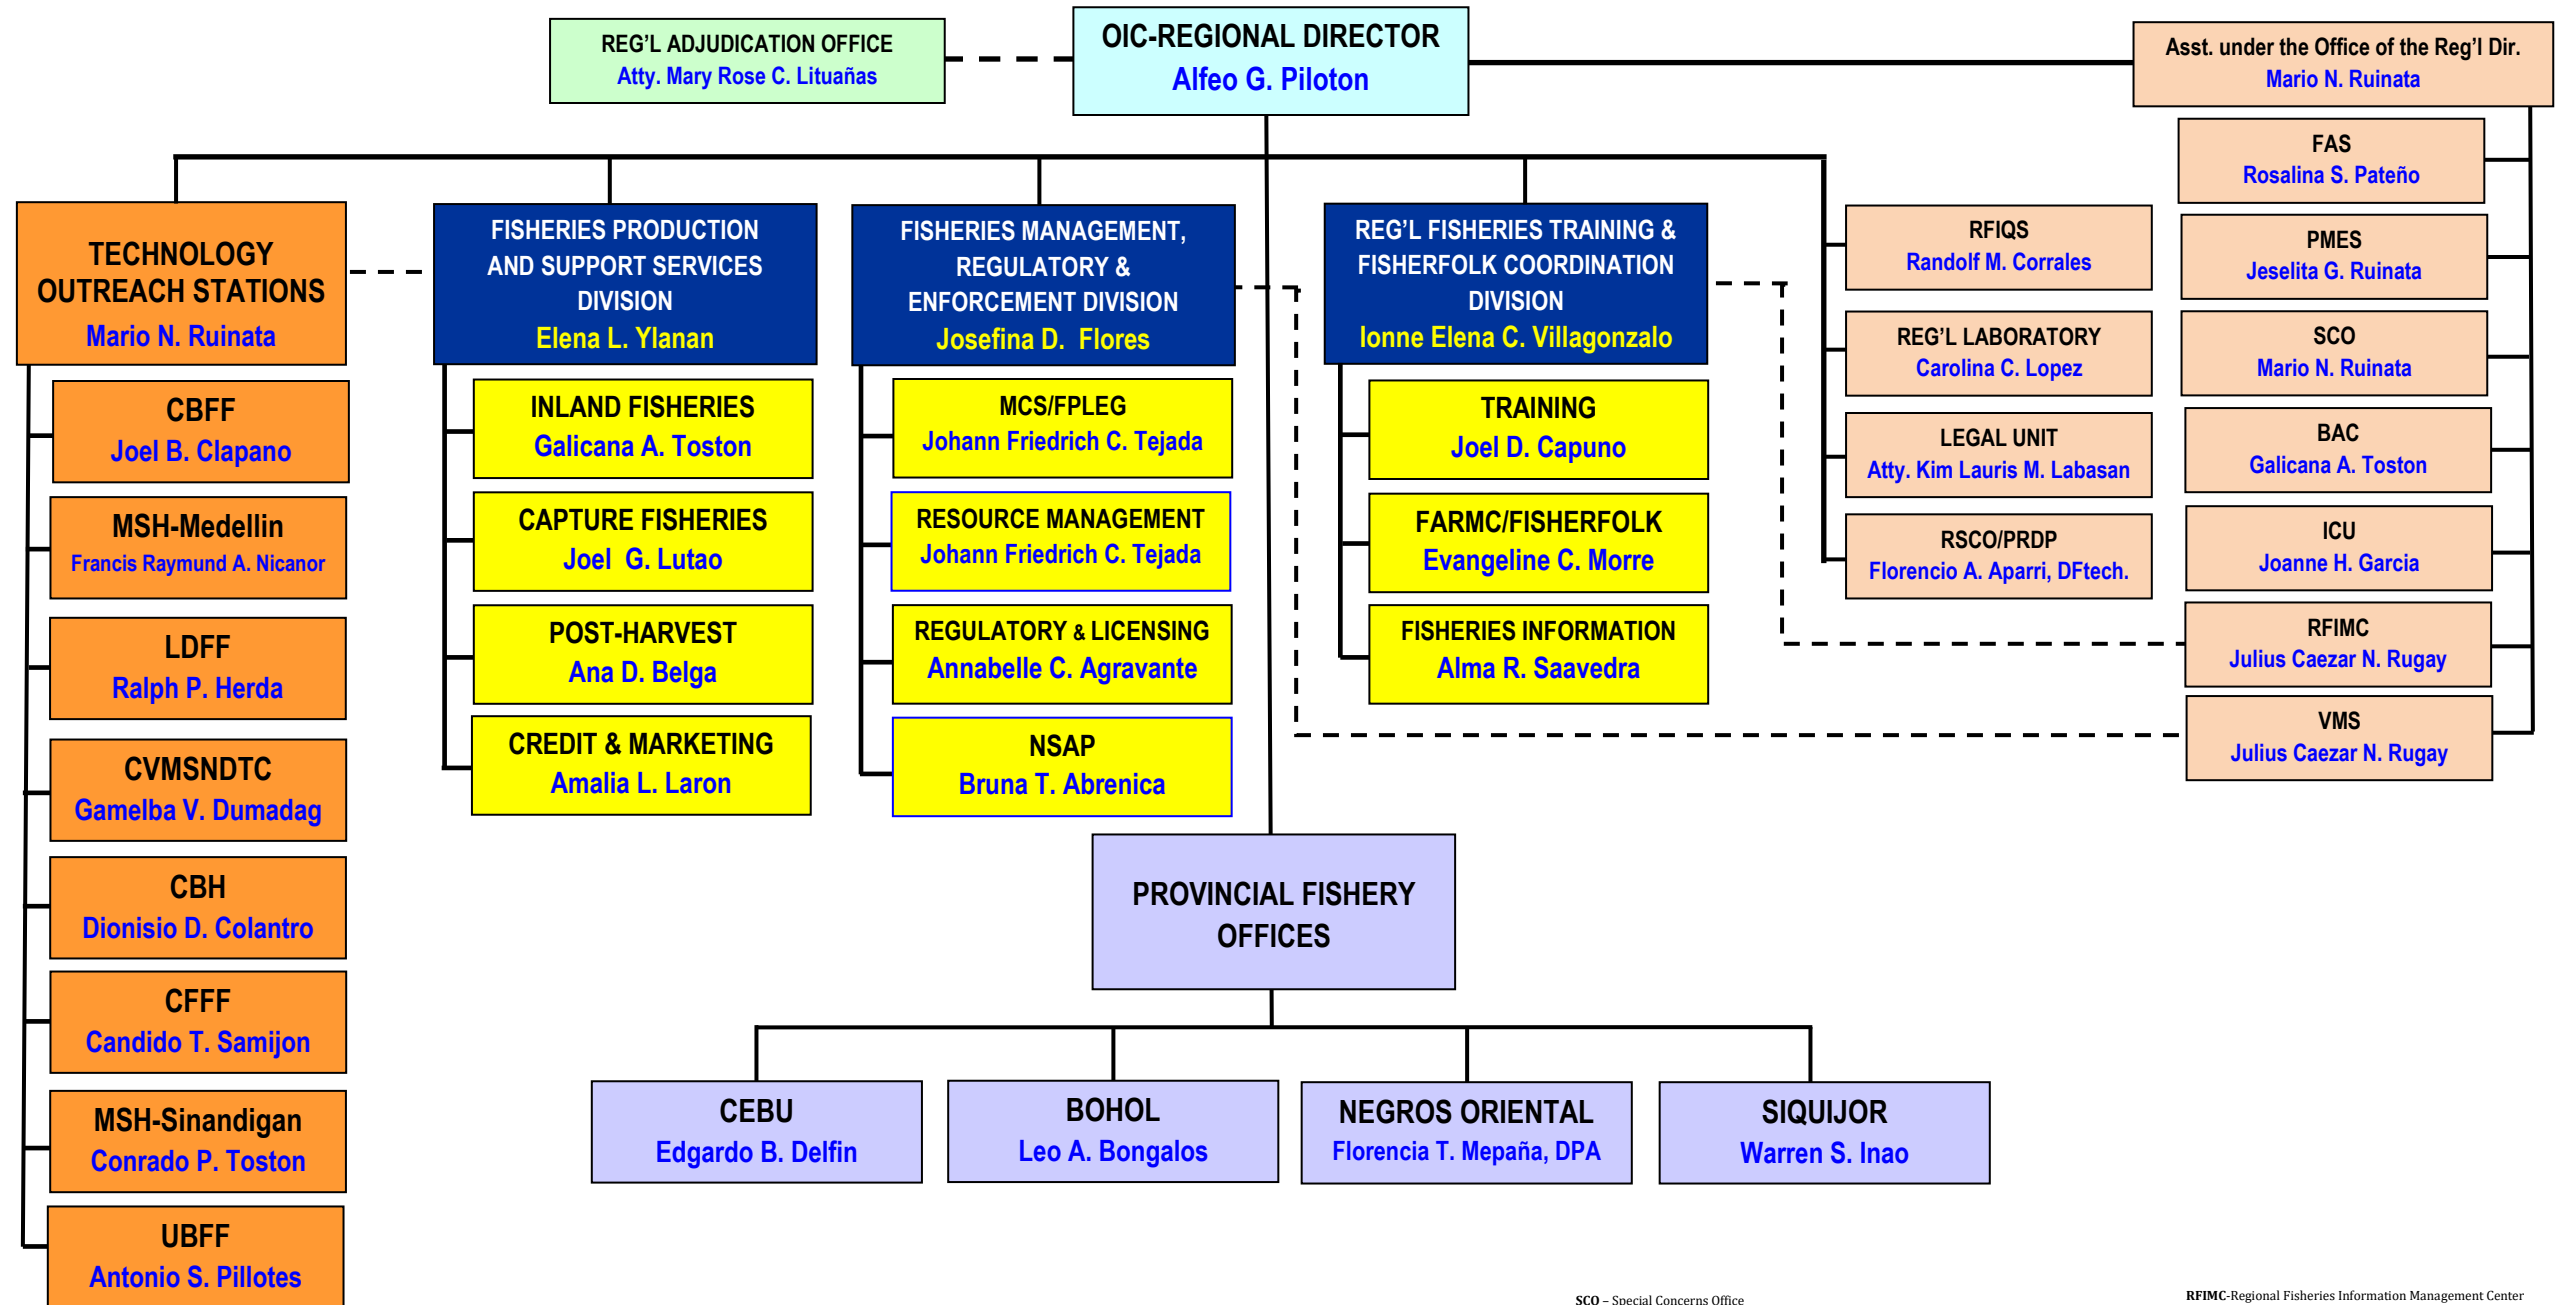 REG'L ADJUDICATION OFFICE
Atty. Mary Rose C. Lituañas
OIC-REGIONAL DIRECTOR
Alfeo G. Piloton
Asst. under the Office of the Reg'l Dir.
Mario N. Ruinata
TECHNOLOGY
OUTREACH STATIONS
Mario N. Ruinata
CBFF
Joel B. Clapano
MSH-Medellin
Francis Raymund A. Nicanor
LDFF
Ralph P. Herda
CVMSNDTC
Gamelba V. Dumadag
CBH
Dionisio D. Colantro
CFFF
Candido T. Samijon
MSH-Sinandigan
Conrado P. Toston
UBFF
Antonio S. Pillotes
FISHERIES PRODUCTION
AND SUPPORT SERVICES
DIVISION
Elena L. Ylanan
INLAND FISHERIES
Galicana A. Toston
CAPTURE FISHERIES
Joel G. Lutao
POST-HARVEST
Ana D. Belga
CREDIT & MARKETING
Amalia L. Laron
FISHERIES MANAGEMENT,
REGULATORY &
ENFORCEMENT DIVISION
Josefina D. Flores
MCS/FPLEG
Johann Friedrich C. Tejada
RESOURCE MANAGEMENT
Johann Friedrich C. Tejada
REGULATORY & LICENSING
Annabelle C. Agravante
NSAP
Bruna T. Abrenica
REG'L FISHERIES TRAINING &
FISHERFOLK COORDINATION
DIVISION
Ionne Elena C. Villagonzalo
TRAINING
Joel D. Capuno
FARMC/FISHERFOLK
Evangeline C. Morre
FISHERIES INFORMATION
Alma R. Saavedra
RFIQS
Randolf M. Corrales
REG'L LABORATORY
Carolina C. Lopez
LEGAL UNIT
Atty. Kim Lauris M. Labasan
RSCO/PRDP
Florencio A. Aparri, DFtech.
FAS
Rosalina S. Pateño
PMES
Jeselita G. Ruinata
SCO
Mario N. Ruinata
BAC
Galicana A. Toston
ICU
Joanne H. Garcia
RFIMC
Julius Caezar N. Rugay
VMS
Julius Caezar N. Rugay
PROVINCIAL FISHERY
OFFICES
CEBU
Edgardo B. Delfin
BOHOL
Leo A. Bongalos
NEGROS ORIENTAL
Florencia T. Mepaña, DPA
SIQUIJOR
Warren S. Inao
SCO – Special Concerns Office
RFIMC-Regional Fisheries Information Management Center